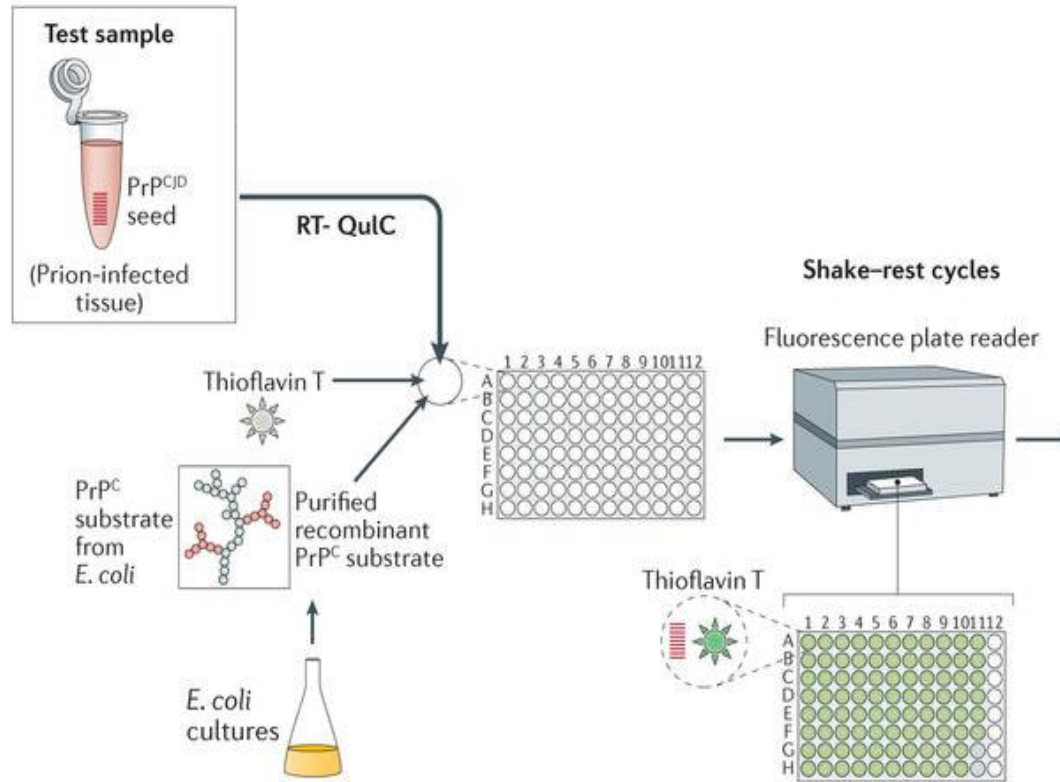 Test sample
PrP^CJD
seed
(Prion-infected
tissue)
RT- QuIC
Shake–rest cycles
Fluorescence plate reader
Thioflavin T
1 2 3 4 5 6 7 8 9 10 11 12
A
B
C
D
E
F
G
H
PrP^C
substrate
from
E. coli
Purified
recombinant
PrP^C substrate
E. coli
cultures
Thioflavin T
1 2 3 4 5 6 7 8 9 10 11 12
A
B
C
D
E
F
G
H